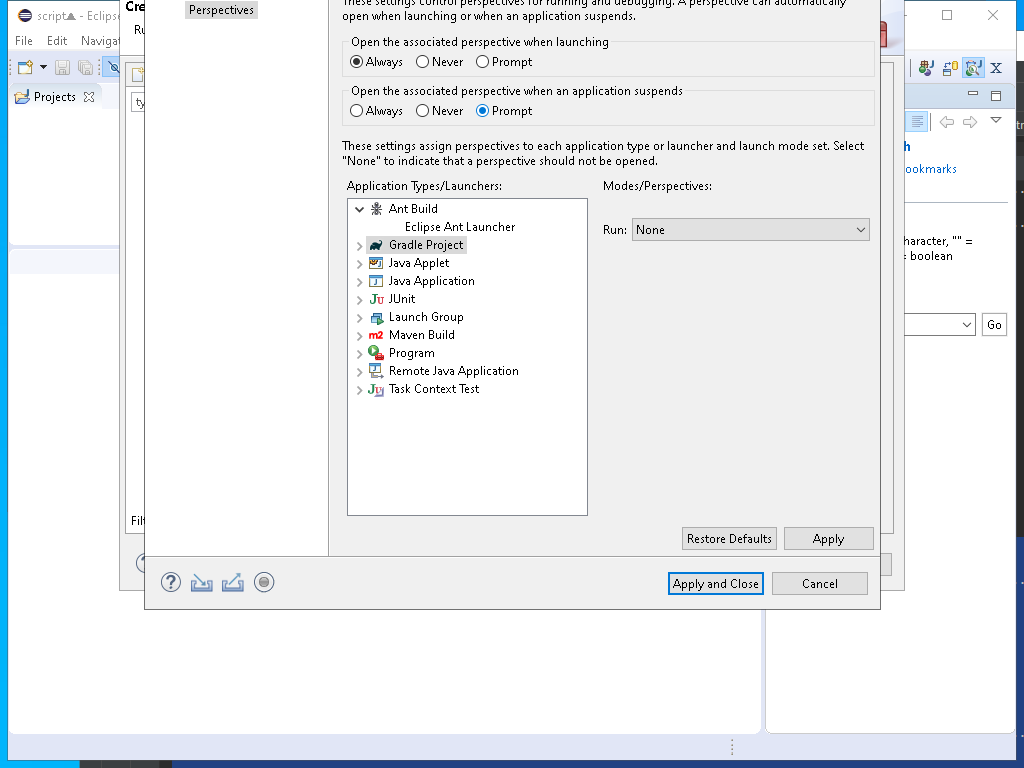 script
- Eclipse
File Edit Navigat
Projects
Cre
Ru
ty
Filt
Perspectives
These settings control perspectives for running and debugging. A perspective can automatically
open when launching or when an application suspends.
Open the associated perspective when launching
Always Never Prompt
Open the associated perspective when an application suspends
Always Never Prompt
These settings assign perspectives to each application type or launcher and launch mode set. Select
"None" to indicate that a perspective should not be opened.
Application Types/Launchers:
Modes/Perspectives:
Ant Build
Eclipse Ant Launcher
Gradle Project
Java Applet
Java Application
JUnit
Launch Group
Maven Build
Program
Remote Java Application
Task Context Test
Run: None
Restore Defaults Apply
Apply and Close Cancel
h
ookmarks
haracter, "" =
= boolean
Go